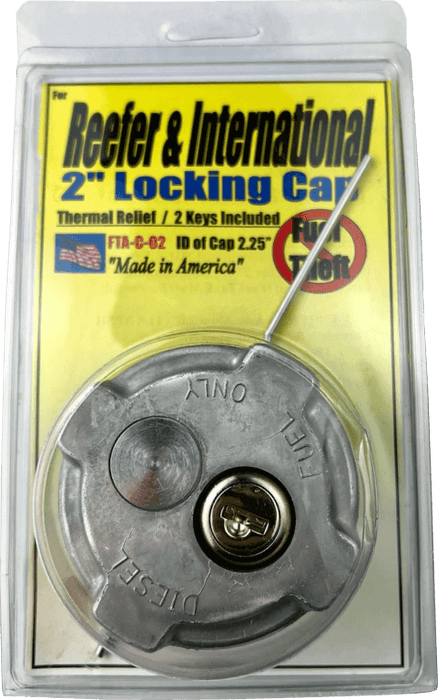 For
Reefer & International
2" Locking Cap
Thermal Relief / 2 Keys Included
FTA-C-02 ID of Cap 2.25"
"Made in America"
Fuel
Theft
DIESEL FUEL ONLY